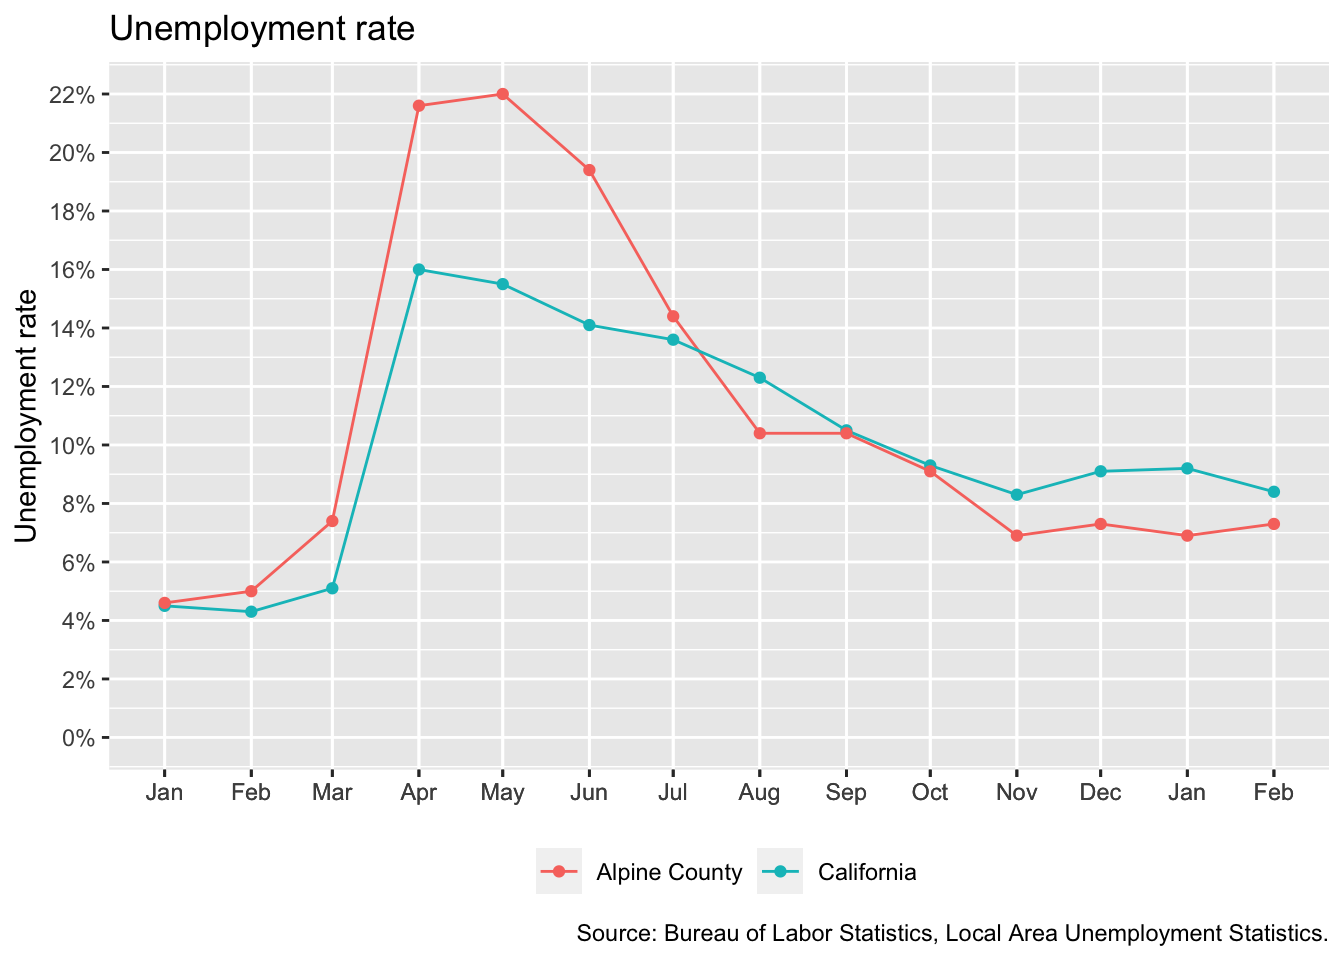 Unemployment rate
Unemployment rate
22%
20%
18%
16%
14%
12%
10%
8%
6%
4%
2%
0%
Jan Feb Mar Apr May Jun Jul Aug Sep Oct Nov Dec Jan Feb
Alpine County California
Source: Bureau of Labor Statistics, Local Area Unemployment Statistics.